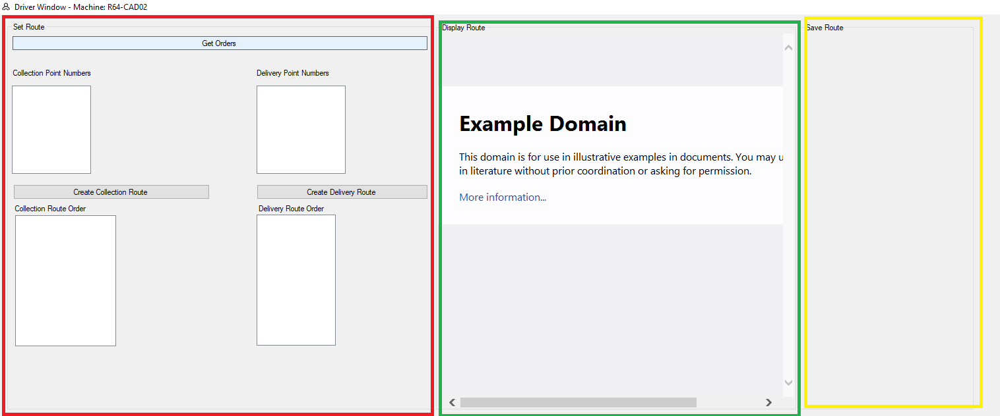 Driver Window - Machine: R64-CAD02
Set Route
Get Orders
Collection Point Numbers
Delivery Point Numbers
Create Collection Route
Create Delivery Route
Collection Route Order
Delivery Route Order
Display Route
Example Domain
This domain is for use in illustrative examples in documents. You may u
in literature without prior coordination or asking for permission.
More information...
Save Route